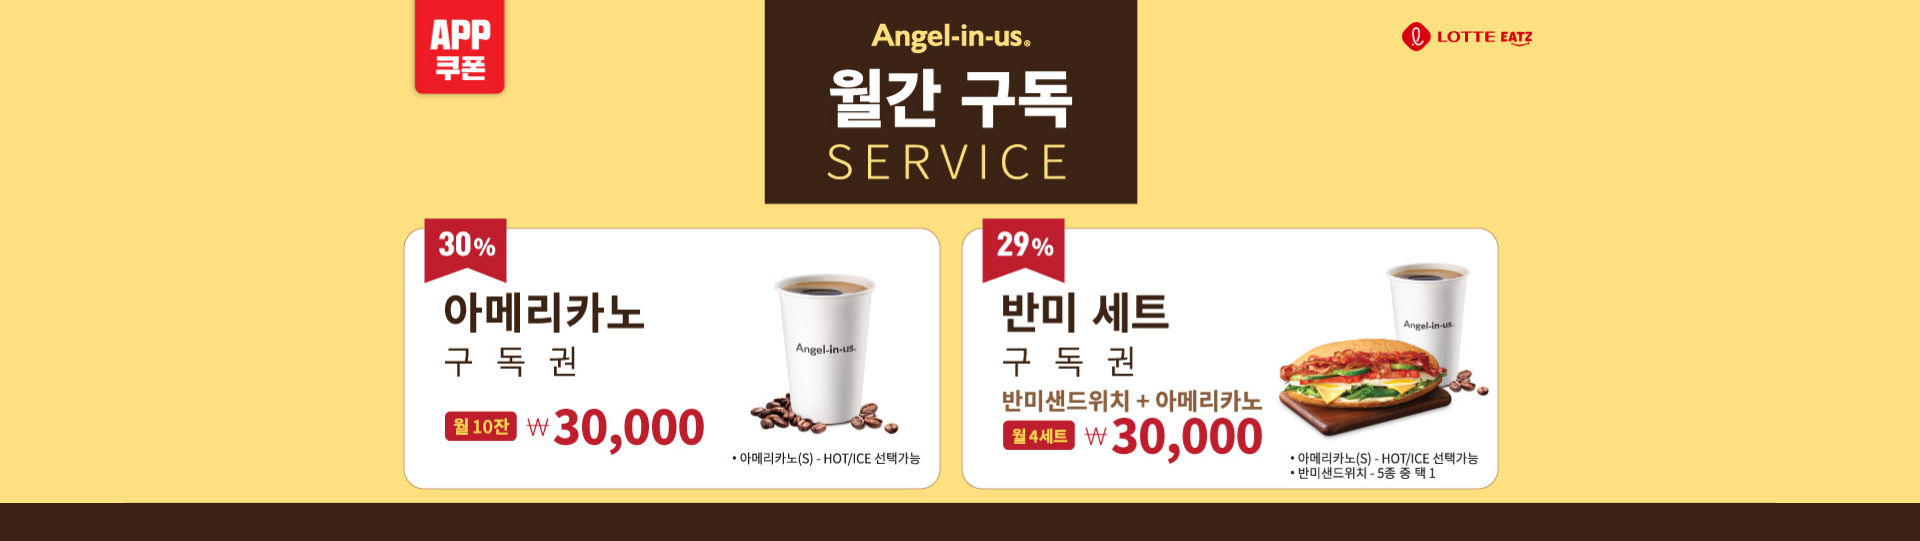 APP
쿠폰
Angel-in-us®
월간 구독
SERVICE
LOTTE EATZ
30%
아메리카노
구독권
월 10잔 ₩30,000
Angel-in-us.
• 아메리카노(S) - HOT/ICE 선택가능
29%
반미 세트
구독권
반미샌드위치 + 아메리카노
월 4세트 ₩30,000
Angel-in-us.
• 아메리카노(S) - HOT/ICE 선택가능
• 반미샌드위치 - 5종 중 택 1